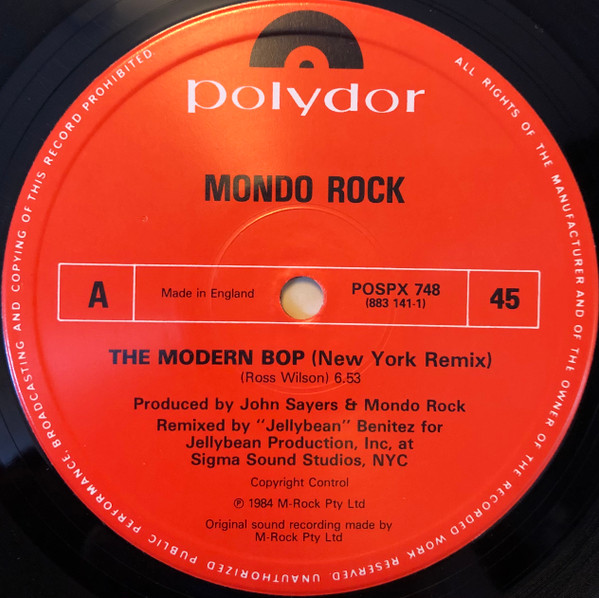 polydor
MONDO ROCK
A
Made in England
POSPX 748
(883 141-1)
45
THE MODERN BOP (New York Remix)
(Ross Wilson) 6.53
Produced by John Sayers & Mondo Rock
Remixed by "Jellybean" Benitez for
Jellybean Production, Inc, at
Sigma Sound Studios, NYC
Copyright Control
℗ 1984 M-Rock Pty Ltd
Original sound recording made by
M-Rock Pty Ltd
ALL RIGHTS OF THE MANUFACTURER AND OF THE OWNER OF THE RECORDED WORK RESERVED. UNAUTHORIZED PUBLIC PERFORMANCE, BROADCASTING AND COPYING OF THIS RECORD PROHIBITED.